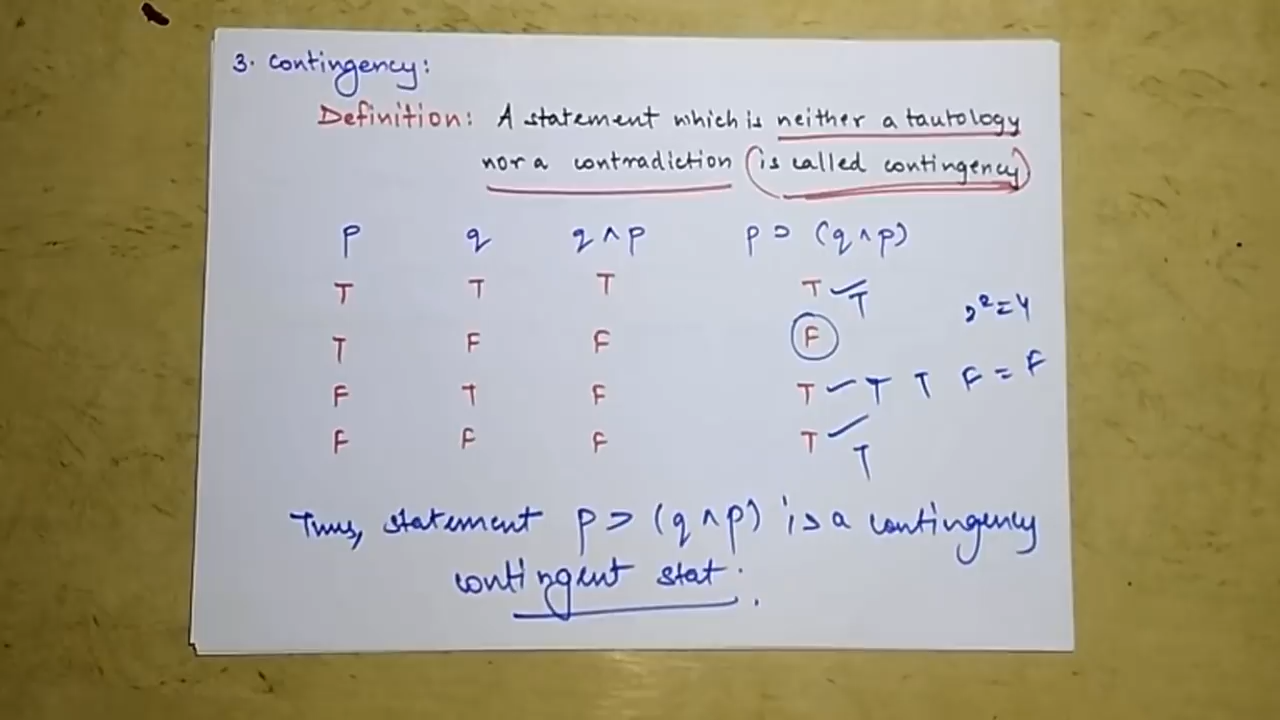 3. Contingency:
Definition: A statement which is neither a tautology
nor a contradiction (is called contingency)
p q q ∧ p p ⊃ (q ∧ p)
T T T T T
2² = 4
T F F F
F T F T T T F = F
F F F T T
Thus, statement p ⊃ (q ∧ p) is a contingency
contingent stat.